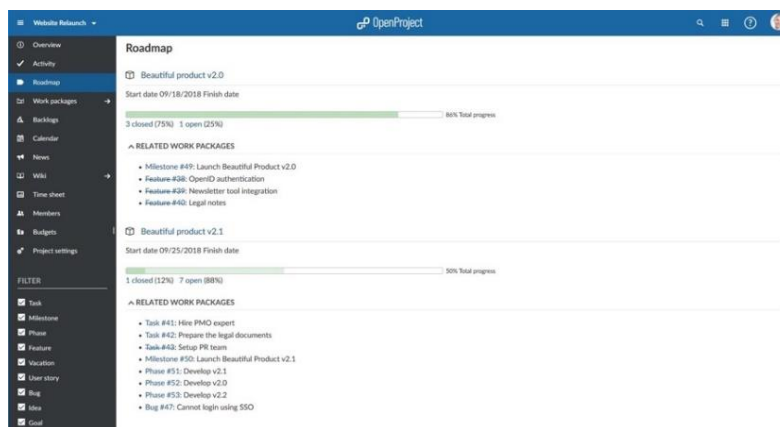 Website Relaunch
OpenProject
Overview
Activity
Roadmap
Work packages
Backlogs
Calendar
News
Wiki
Time sheet
Members
Budgets
Project settings
FILTER
Task
Milestone
Phase
Feature
Vacation
User story
Bug
Idea
Goal
Roadmap
Beautiful product v2.0
Start date 09/18/2018 Finish date
86% Total progress
3 closed (75%) 1 open (25%)
RELATED WORK PACKAGES
Milestone #49: Launch Beautiful Product v2.0
Feature #38: OpenID authentication
Feature #39: Newsletter tool integration
Feature #40: Legal notes
Beautiful product v2.1
Start date 09/25/2018 Finish date
50% Total progress
1 closed (12%) 7 open (88%)
RELATED WORK PACKAGES
Task #41: Hire PMO expert
Task #42: Prepare the legal documents
Task #43: Setup PR team
Milestone #50: Launch Beautiful Product v2.1
Phase #51: Develop v2.1
Phase #52: Develop v2.0
Phase #53: Develop v2.2
Bug #47: Cannot login using SSO